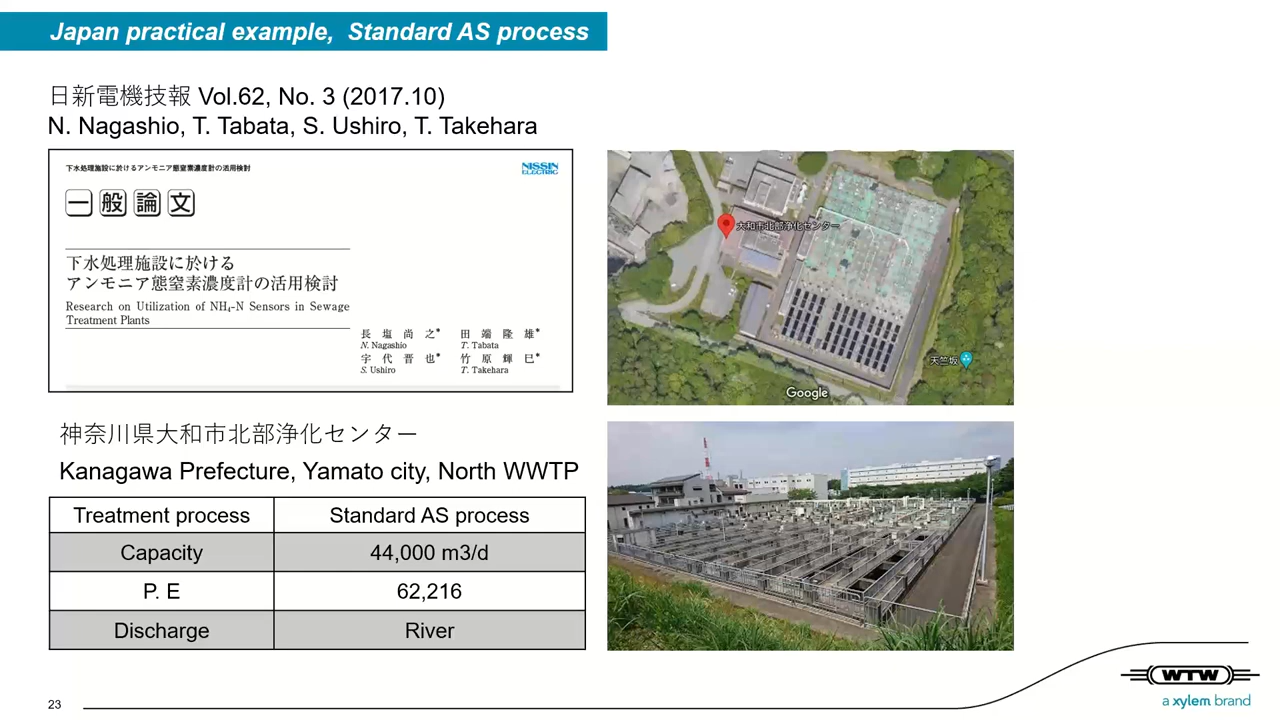 Japan practical example, Standard AS process
日新電機技報 Vol.62, No. 3 (2017.10)
N. Nagashio, T. Tabata, S. Ushiro, T. Takehara
下水処理施設に於けるアンモニア態窒素濃度計の活用検討
NISSIN ELECTRIC
一般論文
下水処理施設に於ける
アンモニア態窒素濃度計の活用検討
Research on Utilization of NH₄-N Sensors in Sewage
Treatment Plants
長塩尚之* 田端隆雄*
N. Nagashio T. Tabata
宇代晋也* 竹原輝巳*
S. Ushiro T. Takehara
大和市北部浄化センター
天竺坂
Google
神奈川県大和市北部浄化センター
Kanagawa Prefecture, Yamato city, North WWTP
Treatment process Standard AS process
Capacity 44,000 m3/d
P. E 62,216
Discharge River
23
WTW
a xylem brand